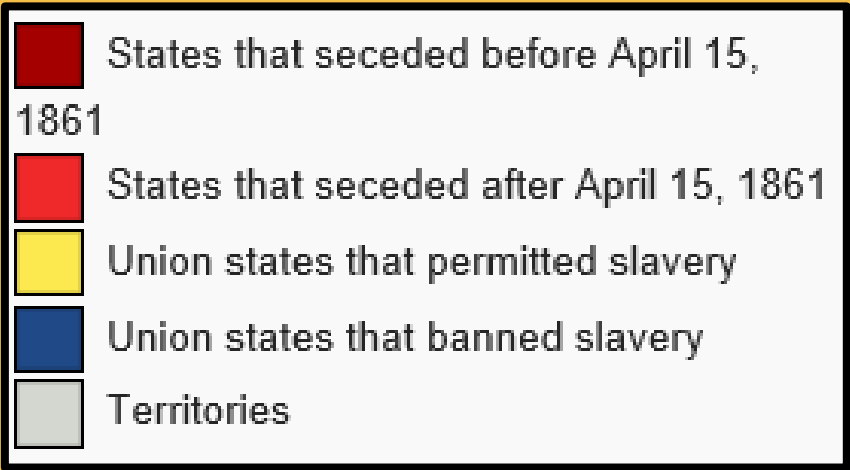 States that seceded before April 15,
1861
States that seceded after April 15, 1861
Union states that permitted slavery
Union states that banned slavery
Territories